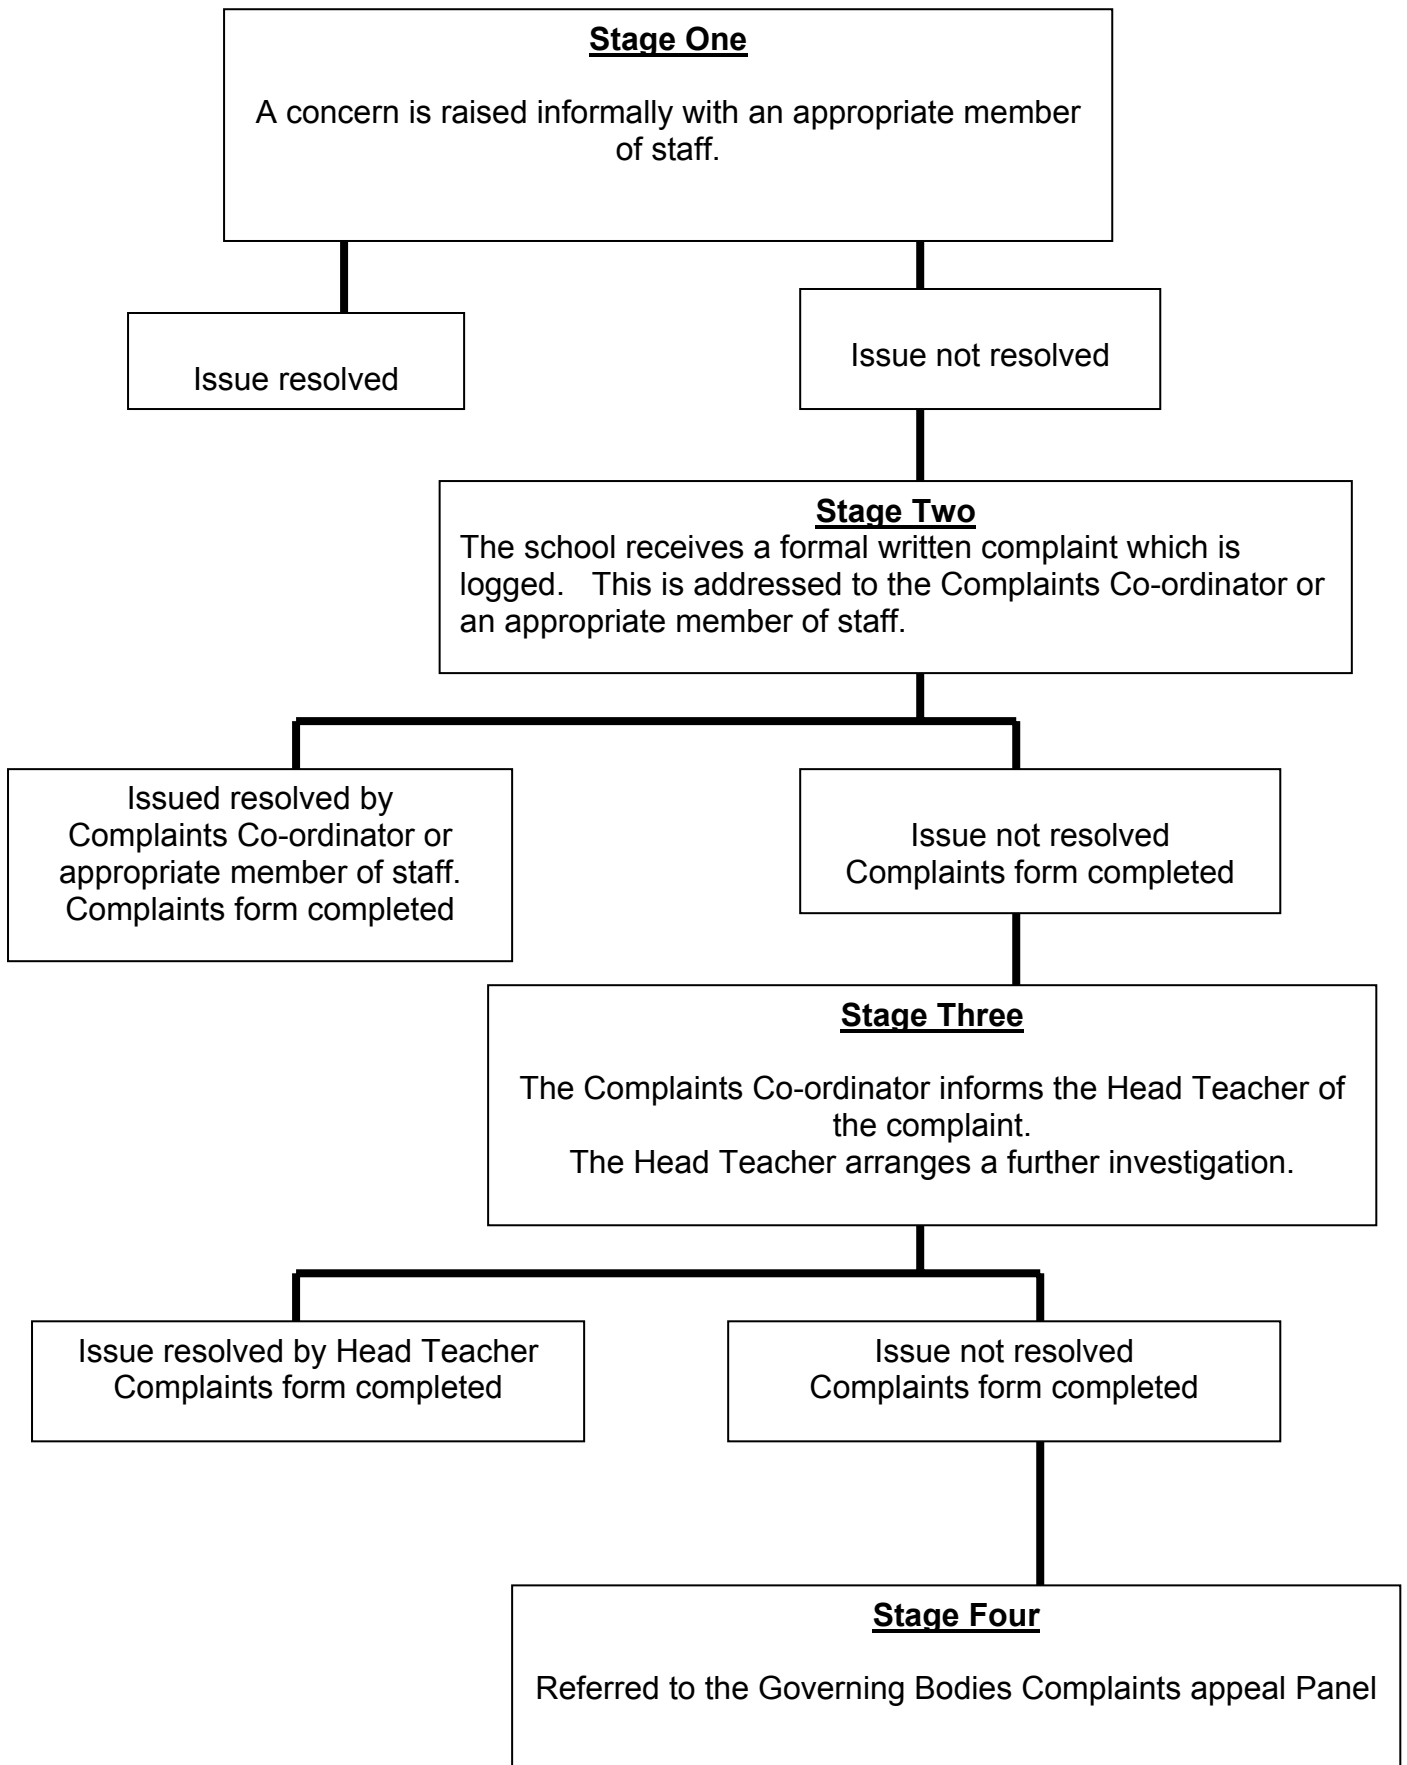 Stage One
A concern is raised informally with an appropriate member
of staff.
Issue resolved
Issue not resolved
Stage Two
The school receives a formal written complaint which is
logged.   This is addressed to the Complaints Co-ordinator or
an appropriate member of staff.
Issued resolved by
Complaints Co-ordinator or
appropriate member of staff.
Complaints form completed
Issue not resolved
Complaints form completed
Stage Three
The Complaints Co-ordinator informs the Head Teacher of
the complaint.
The Head Teacher arranges a further investigation.
Issue resolved by Head Teacher
Complaints form completed
Issue not resolved
Complaints form completed
Stage Four
Referred to the Governing Bodies Complaints appeal Panel